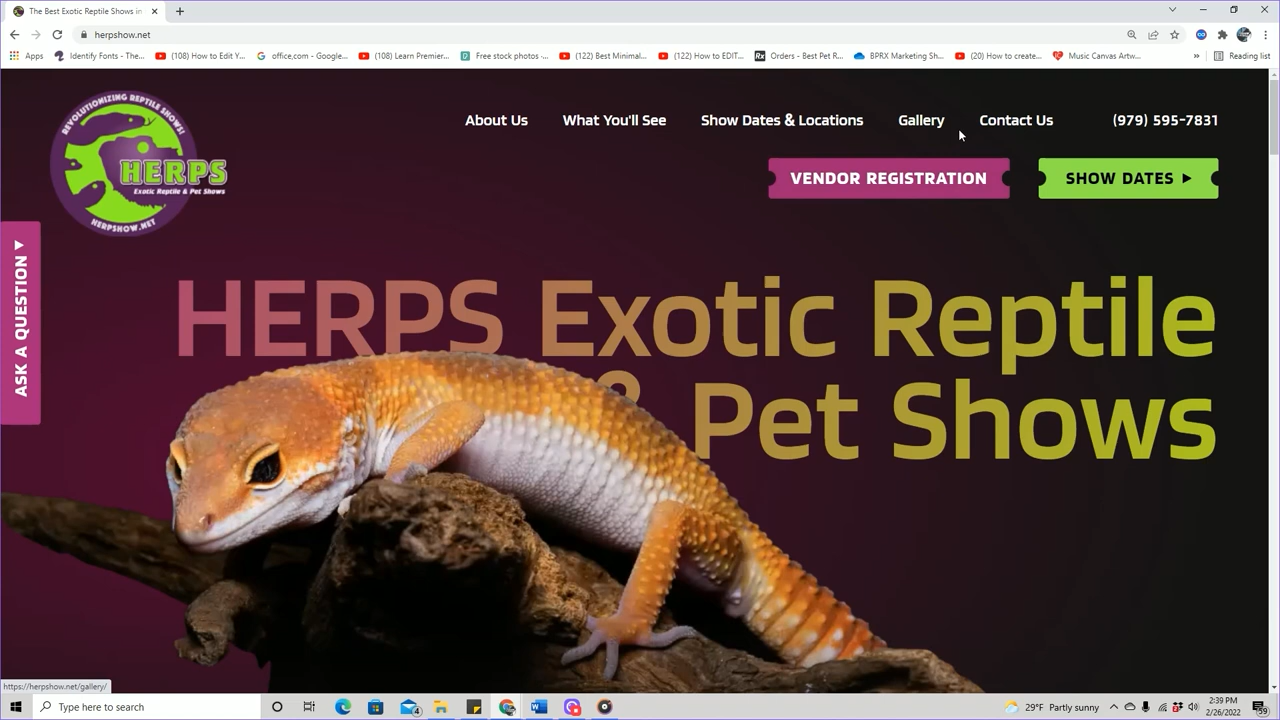 The Best Exotic Reptile Shows in
herpshow.net
Apps
Identify Fonts - The...
(108) How to Edit Y...
office.com - Google...
(108) Learn Premier...
Free stock photos -...
(122) Best Minimal...
(122) How to EDIT...
Rx
Orders - Best Pet R...
BPRX Marketing Sh...
(20) How to create...
Music Canvas Artw...
»
Reading list
REVOLUTIONIZING REPTILE SHOWS!
HERPS
Exotic Reptile & Pet Shows
HERPSHOW.NET
About Us
What You'll See
Show Dates & Locations
Gallery
Contact Us
(979) 595-7831
VENDOR REGISTRATION
SHOW DATES
ASK A QUESTION
HERPS Exotic Reptile
& Pet Shows
https://herpshow.net/gallery/
Type here to search
4
29°F Partly sunny
2:39 PM
2/26/2022
59